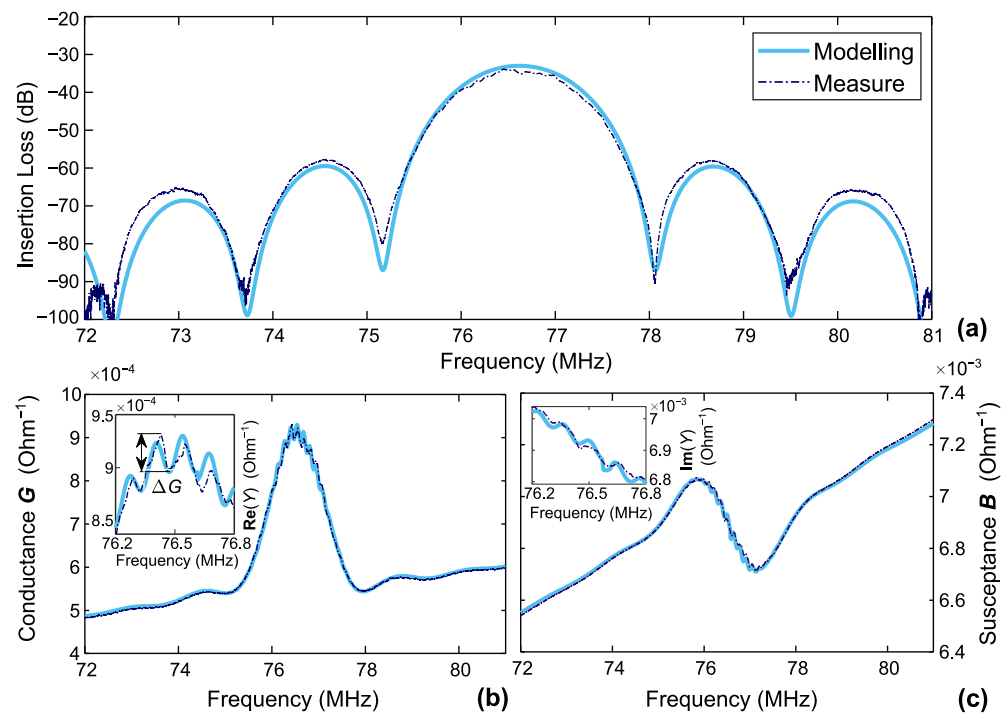 −20
−30
−40
−50
−60
−70
−80
−90
−100
Insertion Loss (dB)
Modelling
Measure
72 73 74 75 76 77 78 79 80 81
Frequency (MHz)
(a)
×10⁻⁴
10
9
8
7
6
5
4
Conductance G (Ohm⁻¹)
×10⁻⁴
9.5
9
8.5
ΔG
76.2 76.5 76.8
Frequency (MHz)
Re(Y) (Ohm⁻¹)
72 74 76 78 80
Frequency (MHz)
(b)
×10⁻³
7.4
7.2
7
6.8
6.6
6.4
Susceptance B (Ohm⁻¹)
×10⁻³
7
6.9
6.8
Im(Y)
(Ohm⁻¹)
76.2 76.5 76.8
Frequency (MHz)
72 74 76 78 80
Frequency (MHz)
(c)